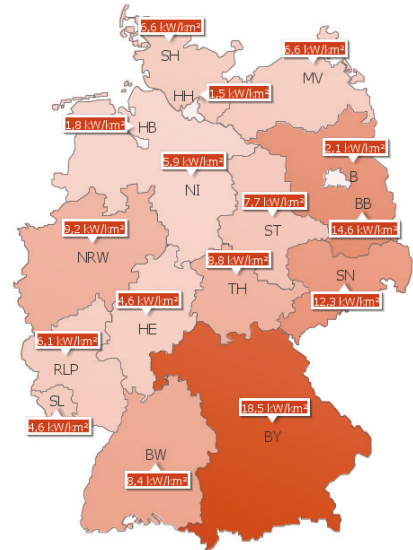 6,6 kW/km²
SH
6,6 kW/km²
MV
HH
1,5 kW/km²
1,8 kW/km²
HB
2,1 kW/km²
B
5,9 kW/km²
NI
7,7 kW/km²
BB
ST
14,6 kW/km²
9,2 kW/km²
NRW
8,8 kW/km²
SN
TH
12,3 kW/km²
4,6 kW/km²
HE
6,1 kW/km²
RLP
SL
4,6 kW/km²
18,5 kW/km²
BY
BW
8,4 kW/km²